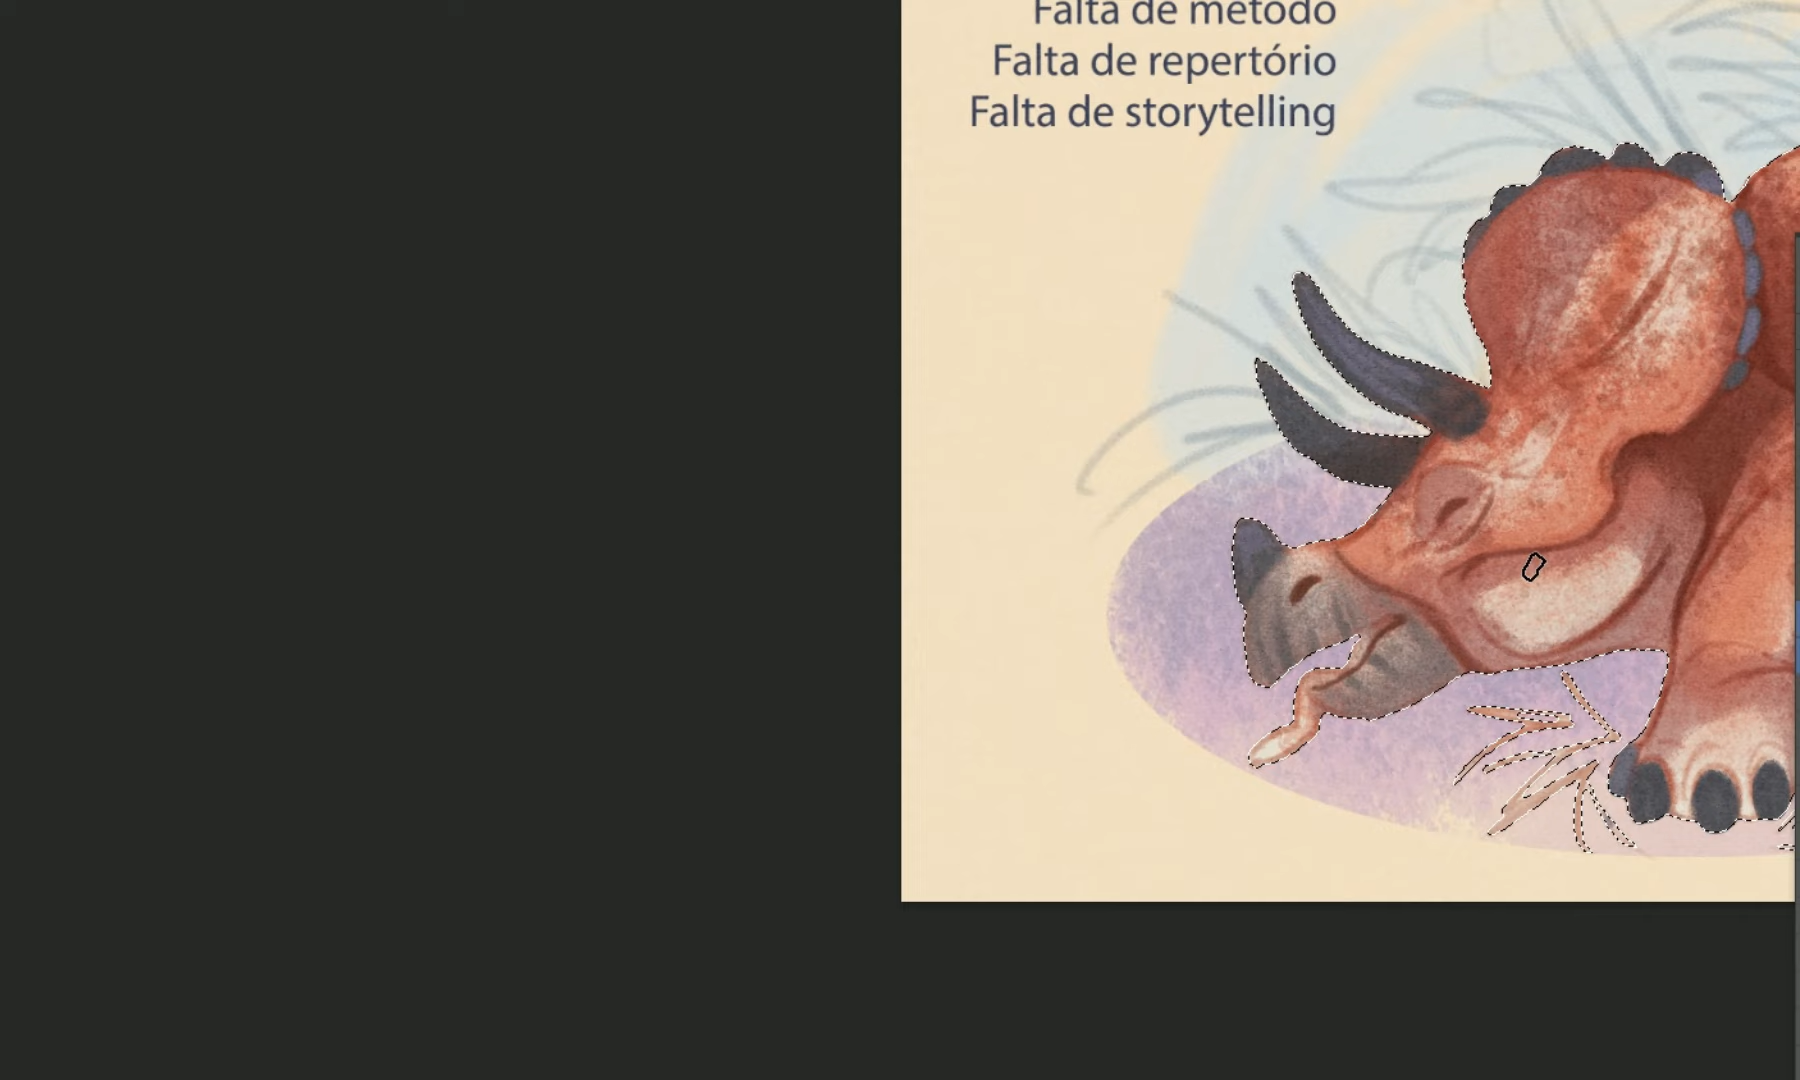 Falta de método
Falta de repertório
Falta de storytelling